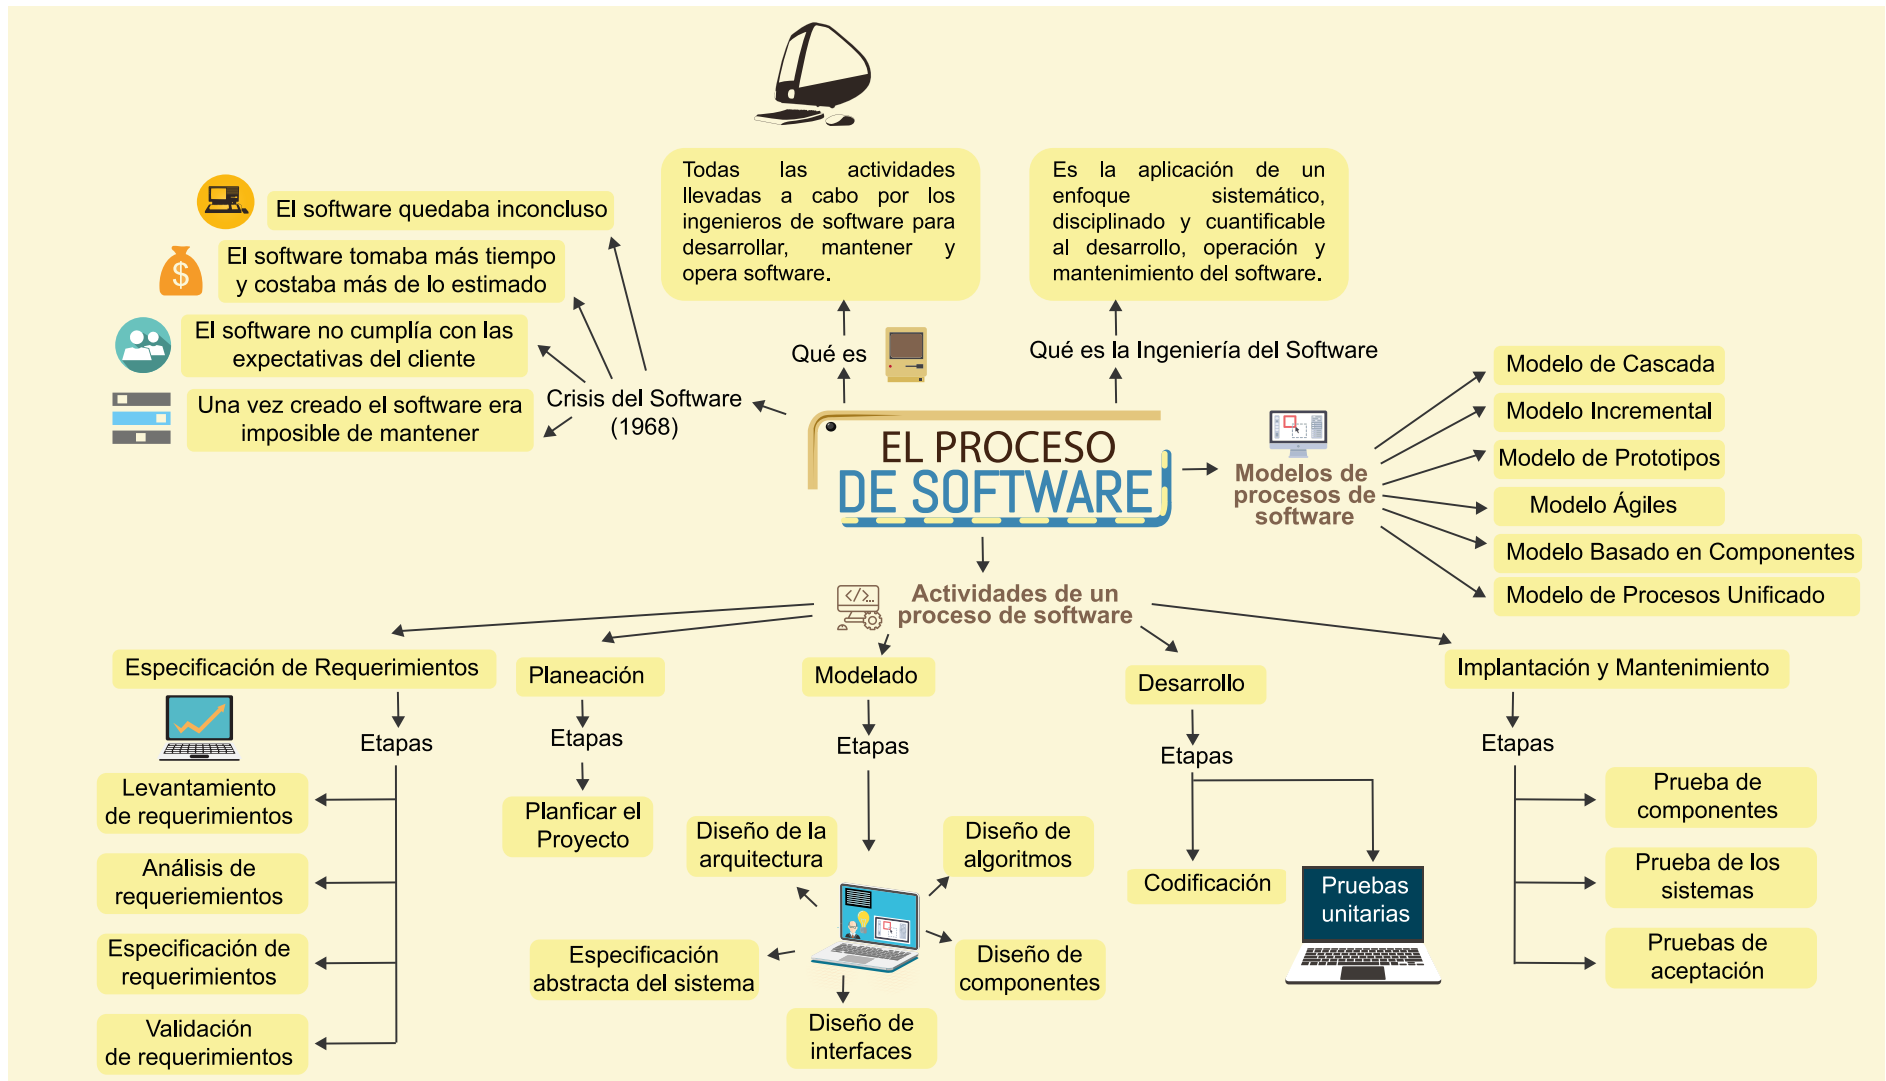 Todas las actividades
llevadas a cabo por los
ingenieros de software para
desarrollar, mantener y
opera software.
Es la aplicación de un
enfoque sistemático,
disciplinado y cuantificable
al desarrollo, operación y
mantenimiento del software.
El software quedaba inconcluso
El software tomaba más tiempo
y costaba más de lo estimado
$
El software no cumplía con las
expectativas del cliente
Una vez creado el software era
imposible de mantener
Crisis del Software
(1968)
Qué es
Qué es la Ingeniería del Software
EL PROCESO
DE SOFTWARE
Modelos de
procesos de
software
Modelo de Cascada
Modelo Incremental
Modelo de Prototipos
Modelo Ágiles
Modelo Basado en Componentes
Modelo de Procesos Unificado
</>...
Actividades de un
proceso de software
Especificación de Requerimientos
Etapas
Levantamiento
de requerimientos
Análisis de
requeriemientos
Especificación de
requerimientos
Validación
de requerimientos
Planeación
Etapas
Planficar el
Proyecto
Modelado
Etapas
Diseño de la
arquitectura
Diseño de
algoritmos
Especificación
abstracta del sistema
Diseño de
componentes
Diseño de
interfaces
Desarrollo
Etapas
Codificación
Pruebas
unitarias
Implantación y Mantenimiento
Etapas
Prueba de
componentes
Prueba de los
sistemas
Pruebas de
aceptación